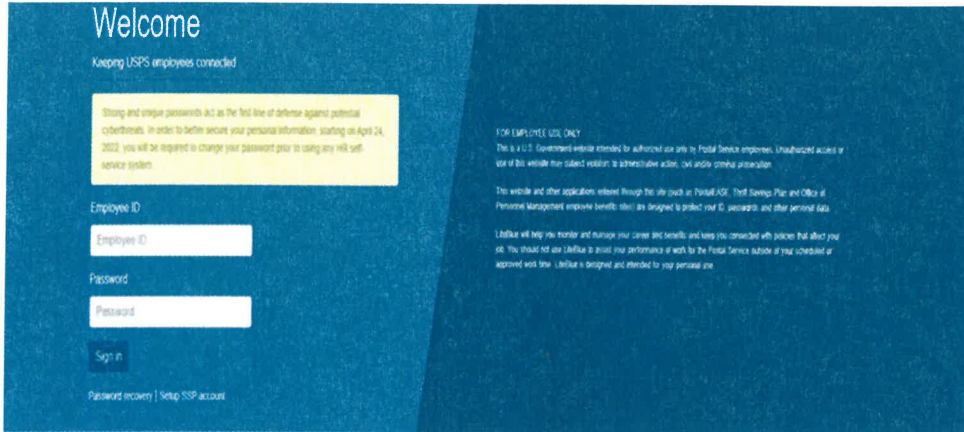 Welcome
Keeping USPS employees connected
Strong and unique passwords act as the first line of defense against potential
cyberthreats. In order to better secure your personal information, starting on April 24,
2022, you will be required to change your password prior to using any HR self-
service system.
Employee ID
Employee ID
Password
Password
Sign in
Password recovery | Setup SSP account
FOR EMPLOYEE USE ONLY
This is a U.S. Government website intended for authorized use only by Postal Service employees. Unauthorized access or
use of this website may subject violators to administrative action, civil and/or criminal prosecution.
This website and other applications entered through this site (such as PostalEASE, Thrift Savings Plan and Office of
Personnel Management employee benefits sites) are designed to protect your ID, passwords, and other personal data.
LiteBlue will help you monitor and manage your career and benefits and keep you connected with policies that affect your
job. You should not use LiteBlue to assist your performance of work for the Postal Service outside of your scheduled or
approved work time. LiteBlue is designed and intended for your personal use.